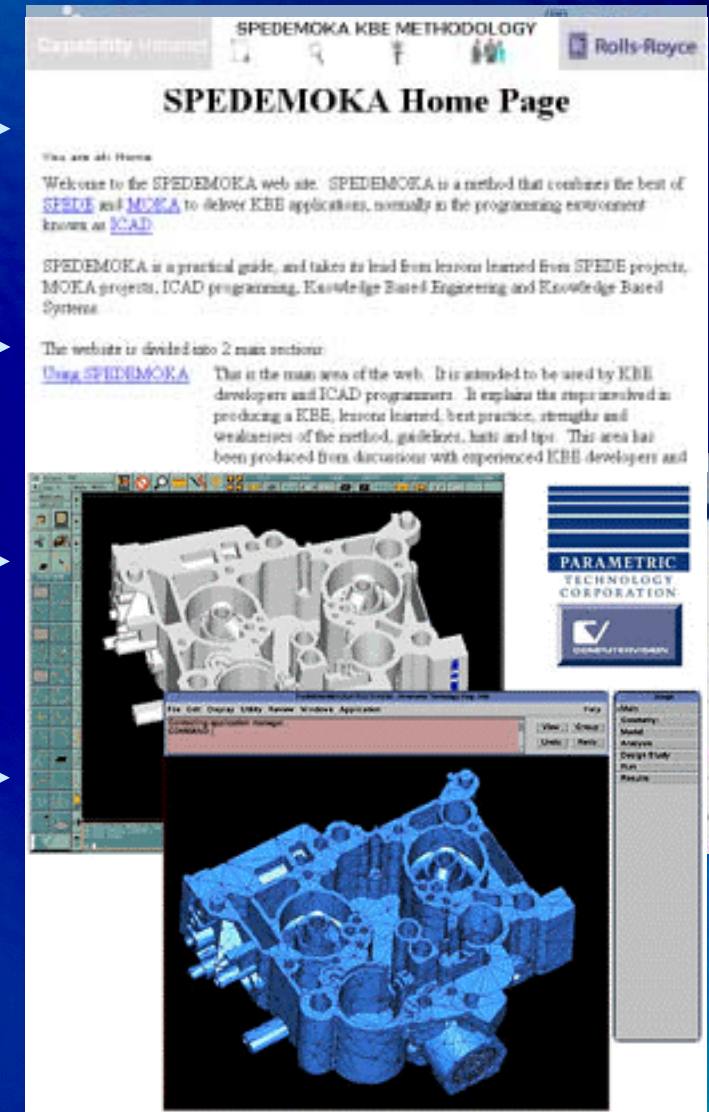 SPEDEMOKA KBE METHODOLOGY
Capability Intranet
Rolls-Royce
SPEDEMOKA Home Page
You are at: Home
Welcome to the SPEDEMOKA web site. SPEDEMOKA is a method that combines the best of
SPEDE and MOKA to deliver KBE applications, normally in the programming environment
known as ICAD.
SPEDEMOKA is a practical guide, and takes its lead from lessons learned from SPEDE projects,
MOKA projects, ICAD programming, Knowledge Based Engineering and Knowledge Based
Systems.
The website is divided into 2 main sections:
Using SPEDEMOKA This is the main area of the web. It is intended to be used by KBE
developers and ICAD programmers. It explains the steps involved in
producing a KBE, lessons learned, best practice, strengths and
weaknesses of the method, guidelines, hints and tips. This area has
been produced from discussions with experienced KBE developers and
PARAMETRIC
TECHNOLOGY
CORPORATION
COMPUTERVISION
File Edit Display Utility Review Windows Application Help
application manager
COMMAND
View Group
Undo
Main
Geometry
Model
Analysis
Design Study
Run
Results